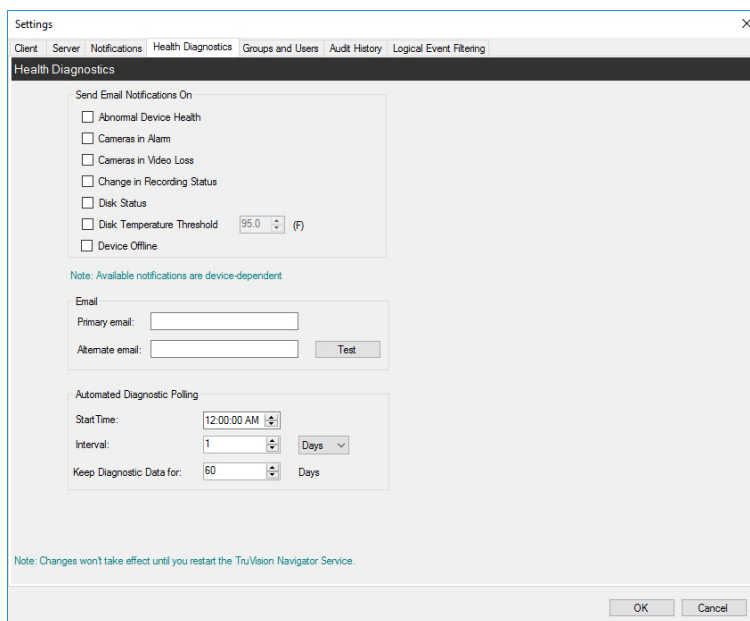 Settings
Client Server Notifications Health Diagnostics Groups and Users Audit History Logical Event Filtering
Health Diagnostics
Send Email Notifications On
Abnormal Device Health
Cameras in Alarm
Cameras in Video Loss
Change in Recording Status
Disk Status
Disk Temperature Threshold 95.0 (F)
Device Offline
Note: Available notifications are device-dependent
Email
Primary email:
Alternate email: Test
Automated Diagnostic Polling
Start Time: 12:00:00 AM
Interval: 1 Days
Keep Diagnostic Data for: 60 Days
Note: Changes won't take effect until you restart the TruVision Navigator Service.
OK Cancel